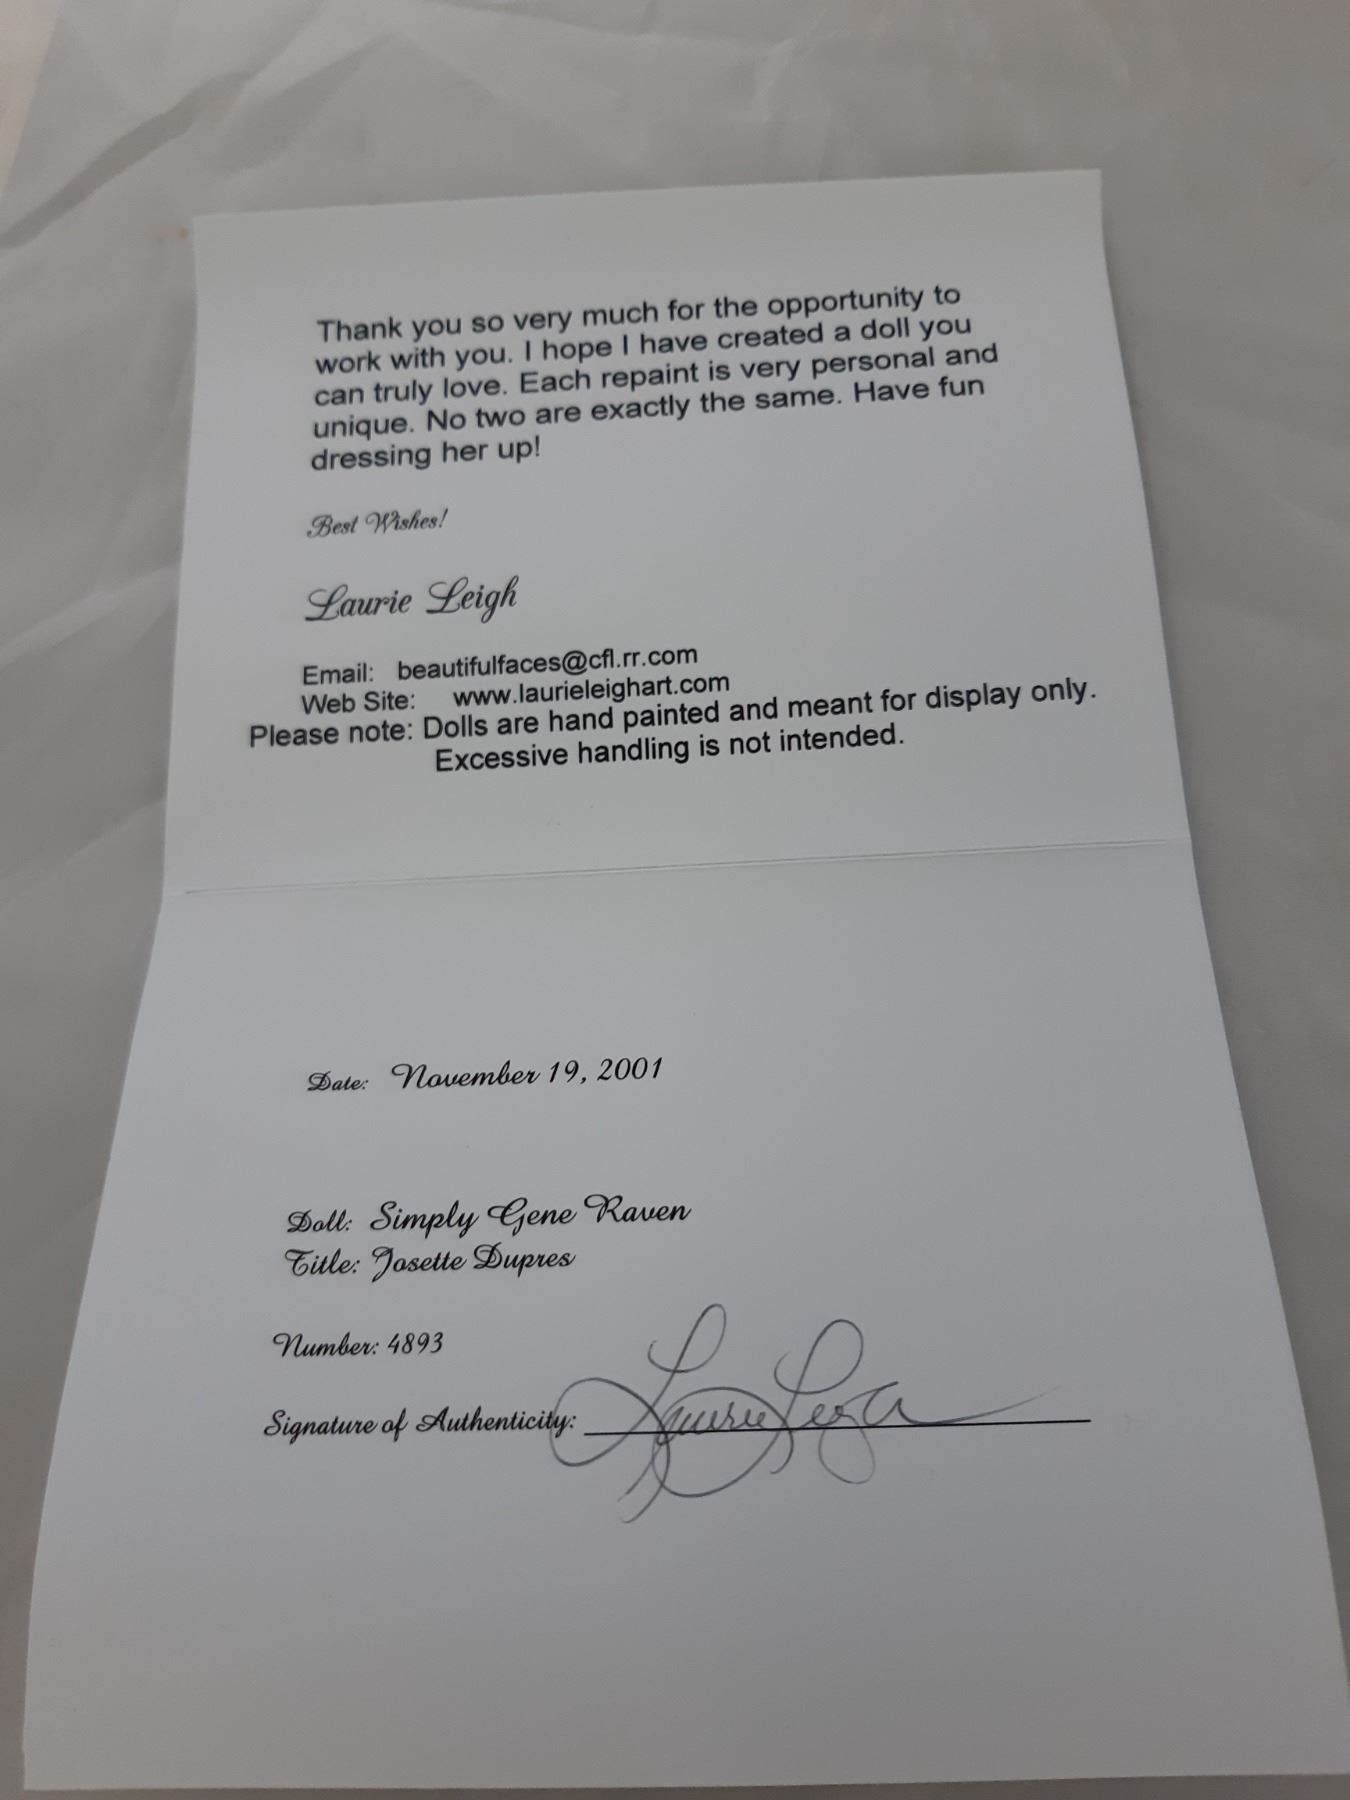 Thank you so very much for the opportunity to
work with you. I hope I have created a doll you
can truly love. Each repaint is very personal and
unique. No two are exactly the same. Have fun
dressing her up!
Best Wishes!
Laurie Leigh
Email: beautifulfaces@cfl.rr.com
Web Site: www.laurieleighart.com
Please note: Dolls are hand painted and meant for display only.
Excessive handling is not intended.
Date: November 19, 2001
Doll: Simply Gene Raven
Title: Josette Dupres
Number: 4893
Signature of Authenticity: Laurie Leigh